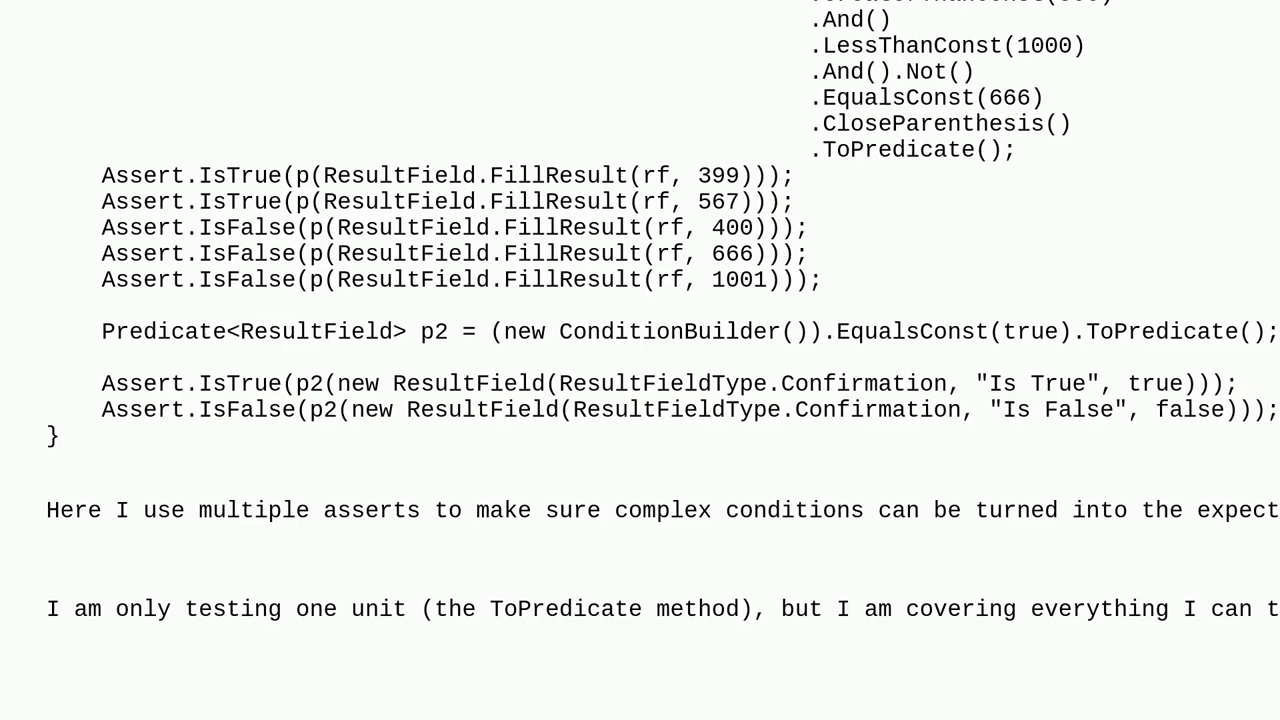 .And()
.LessThanConst(1000)
.And().Not()
.EqualsConst(666)
.CloseParenthesis()
.ToPredicate();
Assert.IsTrue(p(ResultField.FillResult(rf, 399)));
Assert.IsTrue(p(ResultField.FillResult(rf, 567)));
Assert.IsFalse(p(ResultField.FillResult(rf, 400)));
Assert.IsFalse(p(ResultField.FillResult(rf, 666)));
Assert.IsFalse(p(ResultField.FillResult(rf, 1001)));
Predicate<ResultField> p2 = (new ConditionBuilder()).EqualsConst(true).ToPredicate();
Assert.IsTrue(p2(new ResultField(ResultFieldType.Confirmation, "Is True", true)));
Assert.IsFalse(p2(new ResultField(ResultFieldType.Confirmation, "Is False", false)));
}
Here I use multiple asserts to make sure complex conditions can be turned into the expect
I am only testing one unit (the ToPredicate method), but I am covering everything I can t